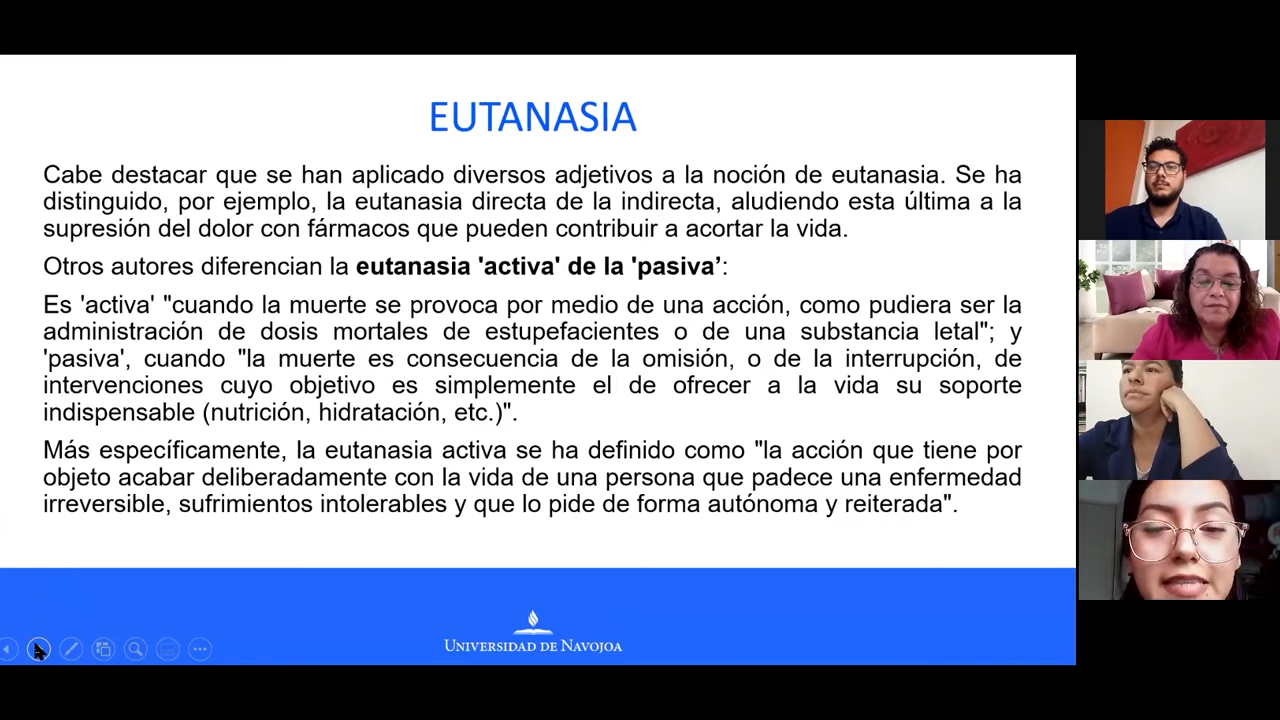 EUTANASIA
Cabe destacar que se han aplicado diversos adjetivos a la noción de eutanasia. Se ha
distinguido, por ejemplo, la eutanasia directa de la indirecta, aludiendo esta última a la
supresión del dolor con fármacos que pueden contribuir a acortar la vida.
Otros autores diferencian la eutanasia 'activa' de la 'pasiva’:
Es 'activa' "cuando la muerte se provoca por medio de una acción, como pudiera ser la
administración de dosis mortales de estupefacientes o de una substancia letal"; y
'pasiva', cuando "la muerte es consecuencia de la omisión, o de la interrupción, de
intervenciones cuyo objetivo es simplemente el de ofrecer a la vida su soporte
indispensable (nutrición, hidratación, etc.)".
Más específicamente, la eutanasia activa se ha definido como "la acción que tiene por
objeto acabar deliberadamente con la vida de una persona que padece una enfermedad
irreversible, sufrimientos intolerables y que lo pide de forma autónoma y reiterada".
UNIVERSIDAD DE NAVOJOA